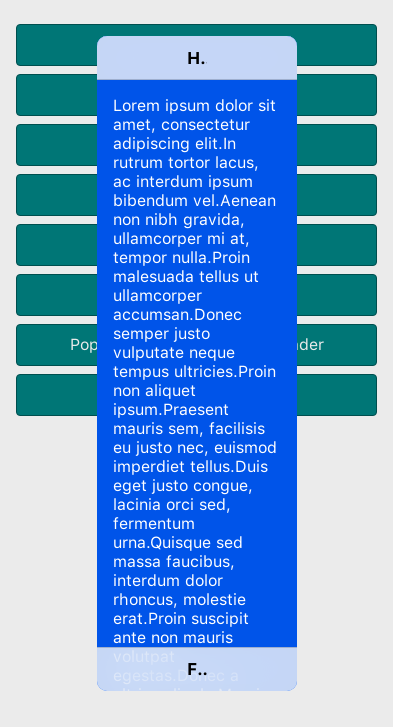 H.
Lorem ipsum dolor sit
amet, consectetur
adipiscing elit.In
rutrum tortor lacus,
ac interdum ipsum
bibendum vel.Aenean
non nibh gravida,
ullamcorper mi at,
tempor nulla.Proin
malesuada tellus ut
ullamcorper
accumsan.Donec
semper justo
vulputate neque
tempus ultricies.Proin
non aliquet
ipsum.Praesent
mauris sem, facilisis
eu justo nec, euismod
imperdiet tellus.Duis
eget justo congue,
lacinia orci sed,
fermentum
urna.Quisque sed
massa faucibus,
interdum dolor
rhoncus, molestie
erat.Proin suscipit
ante non mauris
volutpat
egestas.Donec a
F..